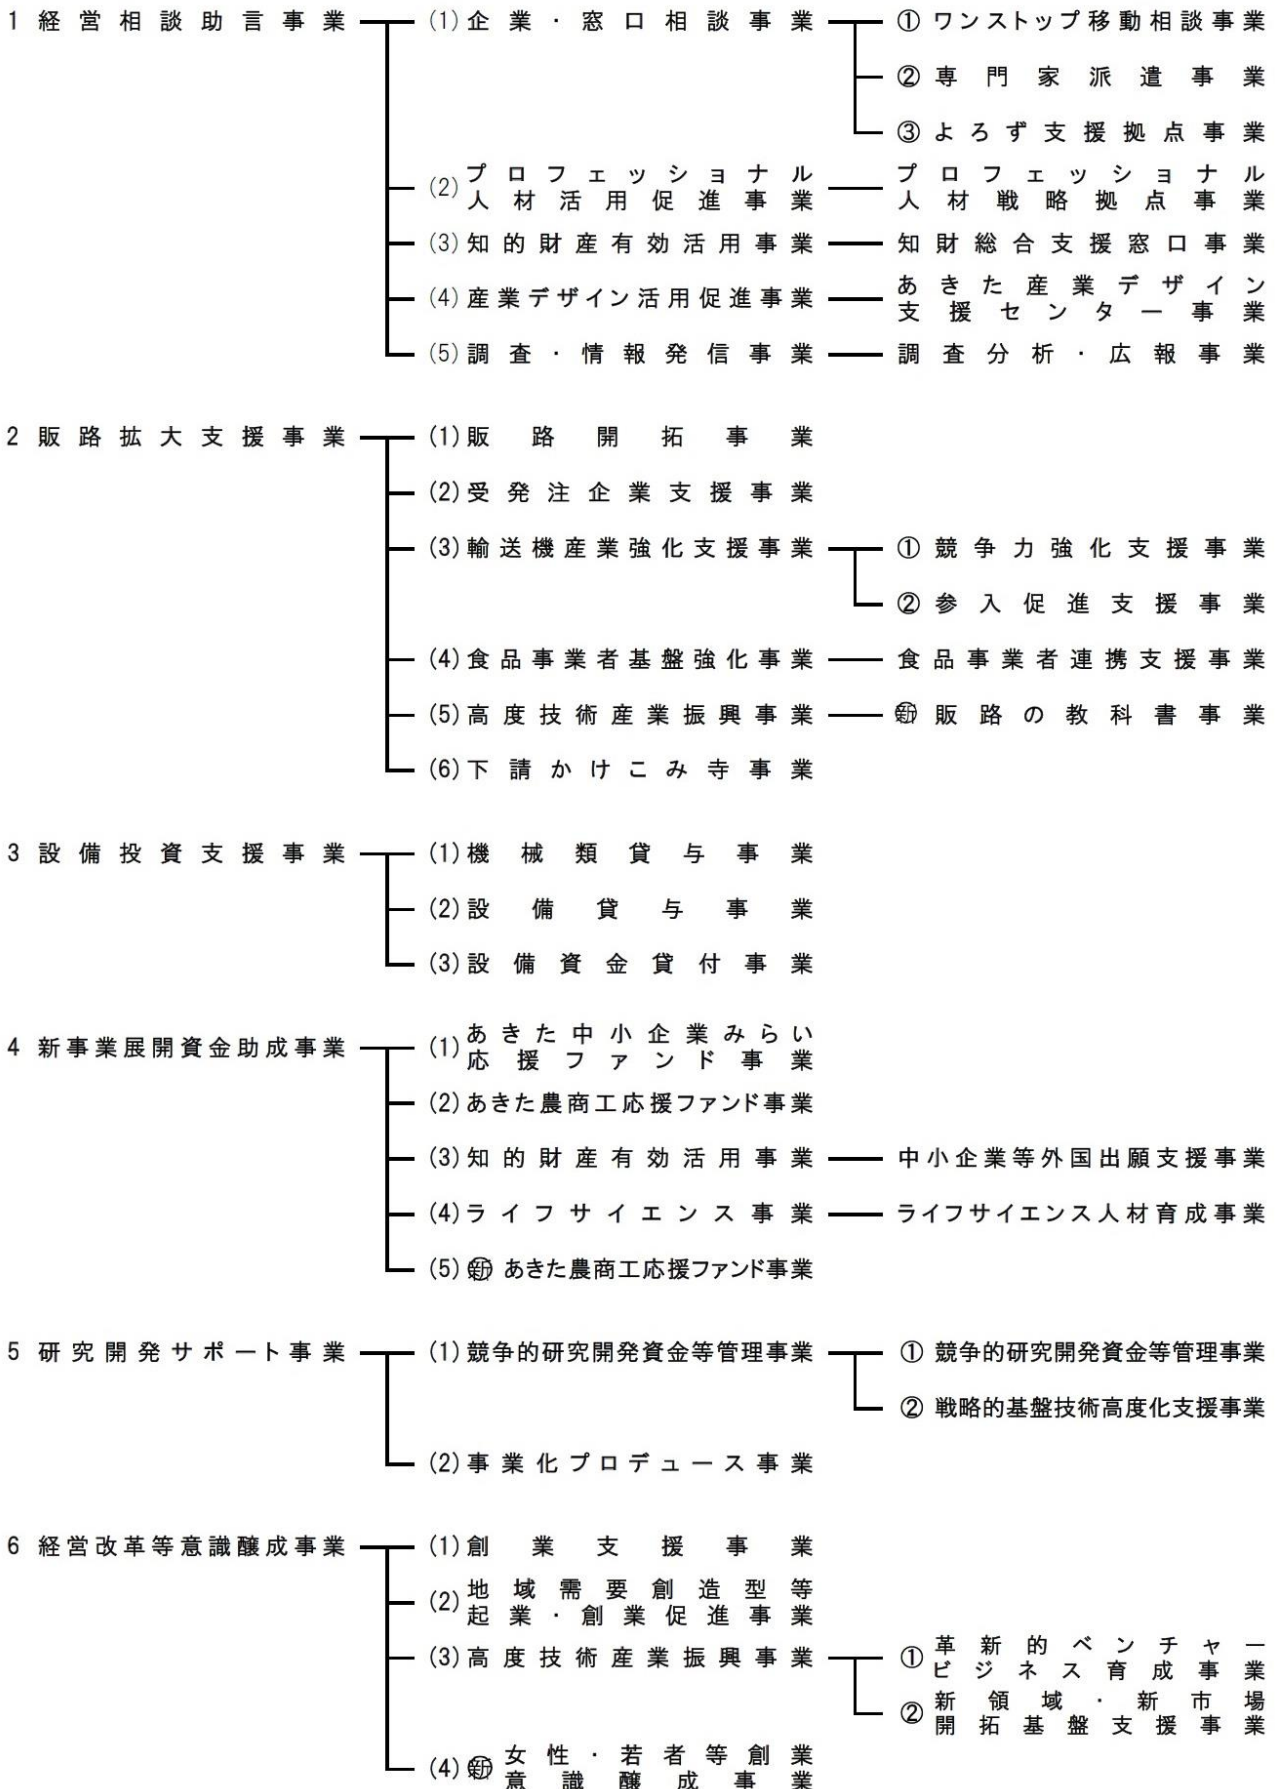 1 経営相談助言事業 (1)企業・窓口相談事業 ① ワンストップ移動相談事業
② 専門家派遣事業
③ よろず支援拠点事業
(2) プロフェッショナル人材活用促進事業 プロフェッショナル人材戦略拠点事業
(3)知的財産有効活用事業 知財総合支援窓口事業
(4)産業デザイン活用促進事業 あきた産業デザイン支援センター事業
(5)調査・情報発信事業 調査分析・広報事業
2 販路拡大支援事業 (1)販路開拓事業
(2)受発注企業支援事業
(3)輸送機産業強化支援事業 ① 競争力強化支援事業
② 参入促進支援事業
(4)食品事業者基盤強化事業 食品事業者連携支援事業
(5)高度技術産業振興事業 ㊟新 販路の教科書事業
(6)下請かけこみ寺事業
3 設備投資支援事業 (1)機械類貸与事業
(2)設備貸与事業
(3)設備資金貸付事業
4 新事業展開資金助成事業 (1)あきた中小企業みらい応援ファンド事業
(2)あきた農商工応援ファンド事業
(3)知的財産有効活用事業 中小企業等外国出願支援事業
(4)ライフサイエンス事業 ライフサイエンス人材育成事業
(5)新 あきた農商工応援ファンド事業
5 研究開発サポート事業 (1)競争的研究開発資金等管理事業 ① 競争的研究開発資金等管理事業
② 戦略的基盤技術高度化支援事業
(2)事業化プロデュース事業
6 経営改革等意識醸成事業 (1)創業支援事業
(2)地域需要創造型等起業・創業促進事業
(3)高度技術産業振興事業 ① 革新的ベンチャービジネス育成事業
② 新領域・新市場開拓基盤支援事業
(4)新 女性・若者等創業意識醸成事業